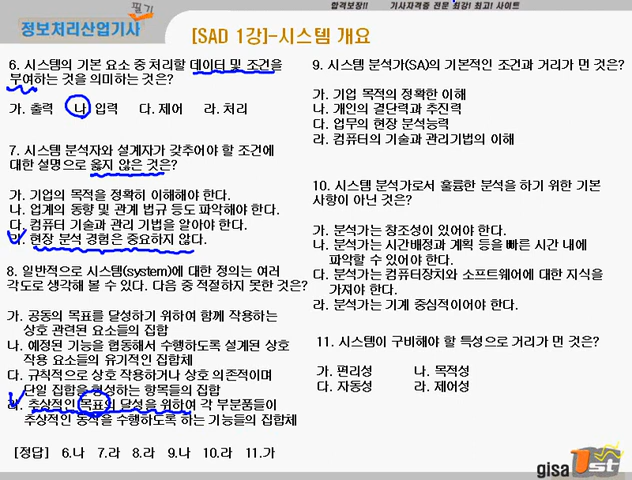 합격보장!! 기사자격증 전문 최강! 최고! 사이트
필기
정보처리산업기사
[SAD 1강]-시스템 개요
6. 시스템의 기본 요소 중 처리할 데이터 및 조건을
부여하는 것을 의미하는 것은?
가. 출력 나. 입력 다. 제어 라. 처리
7. 시스템 분석자와 설계자가 갖추어야 할 조건에
대한 설명으로 옳지 않은 것은?
가. 기업의 목적을 정확히 이해해야 한다.
나. 업계의 동향 및 관계 법규 등도 파악해야 한다.
다. 컴퓨터 기술과 관리 기법을 알아야 한다.
라. 현장 분석 경험은 중요하지 않다.
8. 일반적으로 시스템(system)에 대한 정의는 여러
각도로 생각해 볼 수 있다. 다음 중 적절하지 못한 것은?
가. 공동의 목표를 달성하기 위하여 함께 작용하는
상호 관련된 요소들의 집합
나. 예정된 기능을 협동해서 수행하도록 설계된 상호
작용 요소들의 유기적인 집합체
다. 규칙적으로 상호 작용하거나 상호 의존적이며
단일 집합을 형성하는 항목들의 집합
라. 추상적인 목표의 달성을 위하여 각 부분품들이
추상적인 동작을 수행하도록 하는 기능들의 집합체
[정답] 6.나 7.라 8.라 9.나 10.라 11.가
9. 시스템 분석가(SA)의 기본적인 조건과 거리가 먼 것은?
가. 기업 목적의 정확한 이해
나. 개인의 결단력과 추진력
다. 업무의 현장 분석능력
라. 컴퓨터의 기술과 관리기법의 이해
10. 시스템 분석가로서 훌륭한 분석을 하기 위한 기본
사항이 아닌 것은?
가. 분석가는 창조성이 있어야 한다.
나. 분석가는 시간배정과 계획 등을 빠른 시간 내에
파악할 수 있어야 한다.
다. 분석가는 컴퓨터장치와 소프트웨어에 대한 지식을
가져야 한다.
라. 분석가는 기계 중심적이어야 한다.
11. 시스템이 구비해야 할 특성으로 거리가 먼 것은?
가. 편리성 나. 목적성
다. 자동성 라. 제어성
gisa 1st